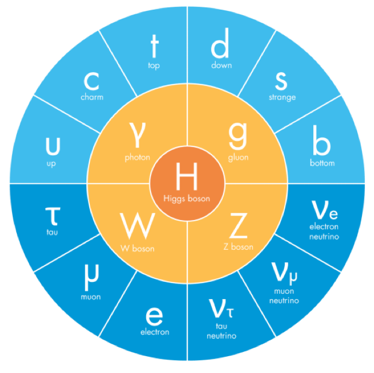 t
top
d
down
c
charm
s
strange
u
up
γ
photon
g
gluon
b
bottom
H
Higgs boson
τ
tau
W
W boson
Z
Z boson
νe
electron
neutrino
μ
muon
νμ
muon
neutrino
e
electron
ντ
tau
neutrino